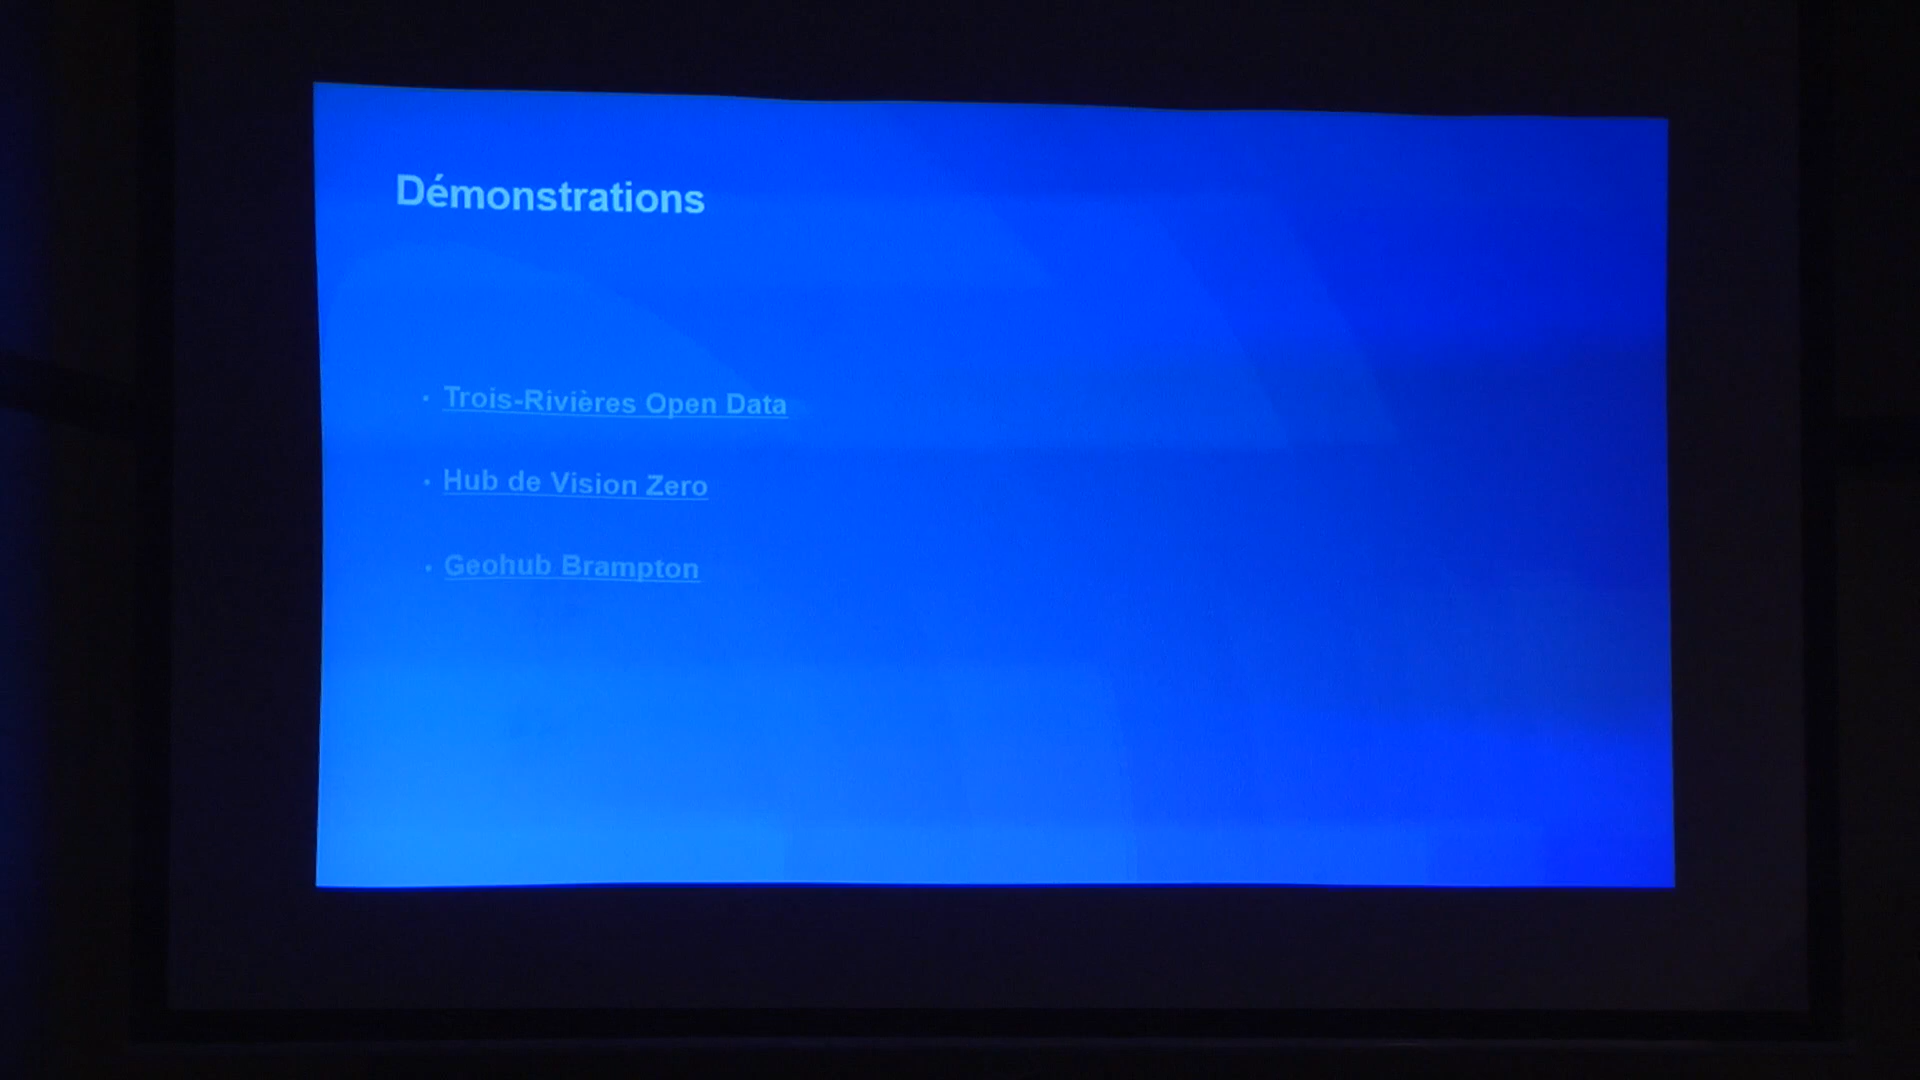 Démonstrations
• Trois-Rivières Open Data
• Hub de Vision Zero
• Geohub Brampton